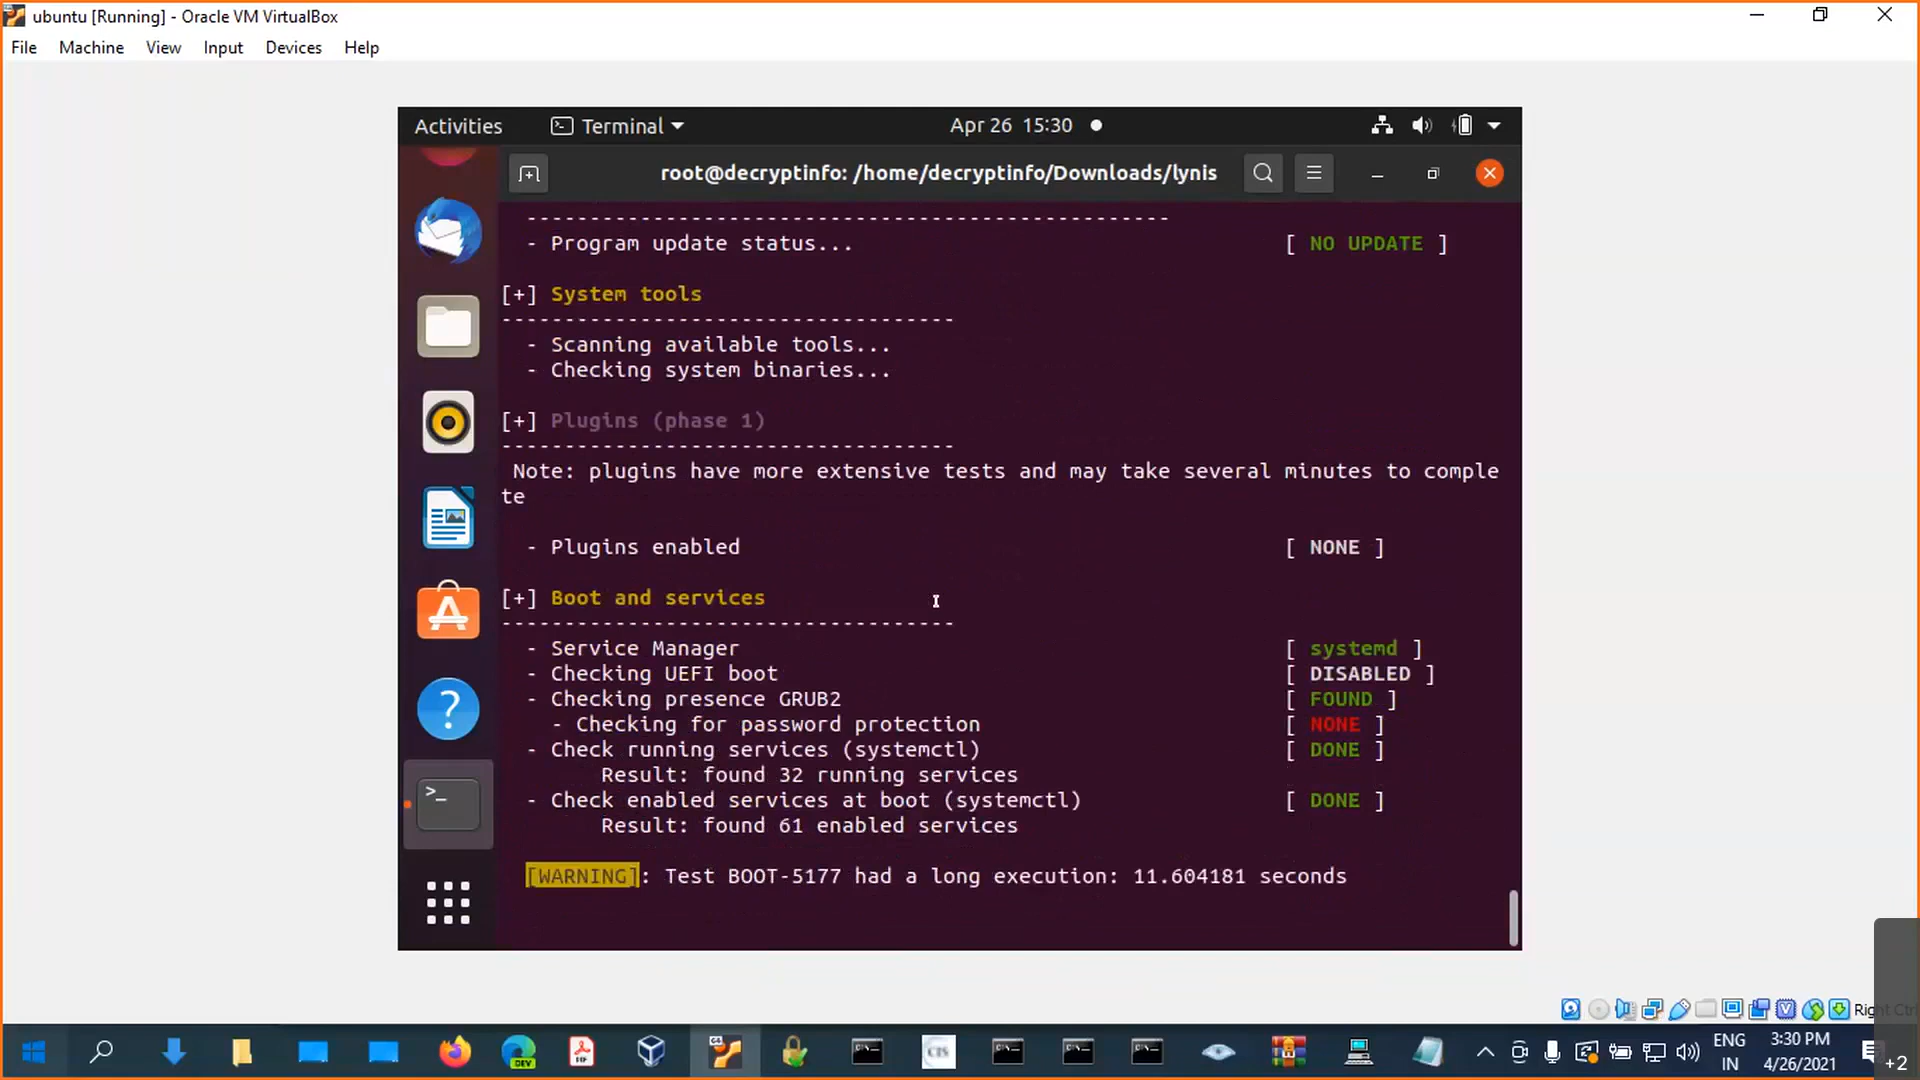 ubuntu [Running] - Oracle VM VirtualBox
File Machine View Input Devices Help
Activities Terminal Apr 26 15:30
root@decryptinfo: /home/decryptinfo/Downloads/lynis
---------------------------------------------------
- Program update status... [ NO UPDATE ]
[+] System tools
------------------------------------
- Scanning available tools...
- Checking system binaries...
[+] Plugins (phase 1)
------------------------------------
Note: plugins have more extensive tests and may take several minutes to comple
te
- Plugins enabled [ NONE ]
[+] Boot and services
------------------------------------
- Service Manager [ systemd ]
- Checking UEFI boot [ DISABLED ]
- Checking presence GRUB2 [ FOUND ]
- Checking for password protection [ NONE ]
- Check running services (systemctl) [ DONE ]
Result: found 32 running services
- Check enabled services at boot (systemctl) [ DONE ]
Result: found 61 enabled services
[WARNING]: Test BOOT-5177 had a long execution: 11.604181 seconds
Right Ctrl
DEV
CIS
ENG
IN
3:30 PM
4/26/2021
+2